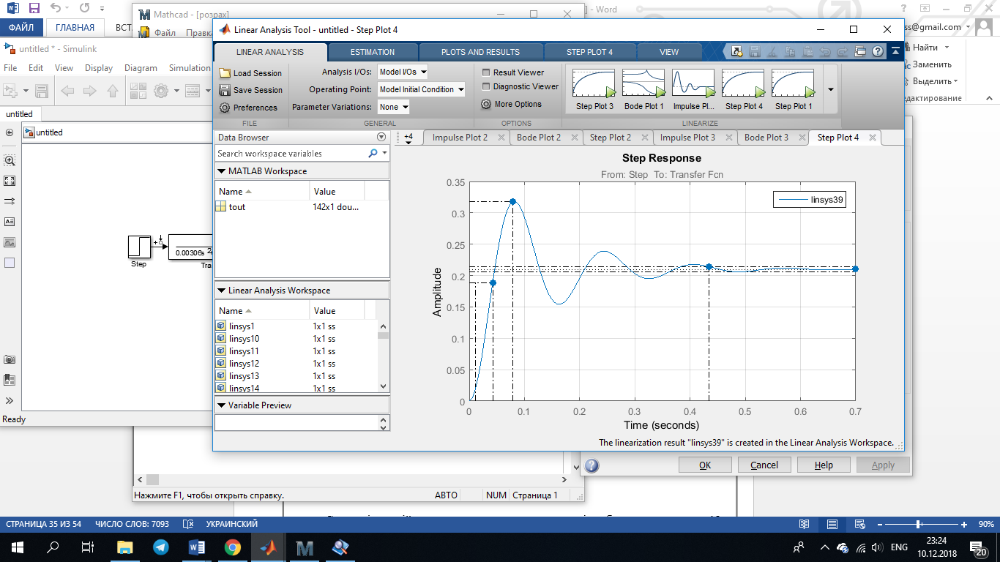 Mathcad - [розрах]
- Word
?
ФАЙЛ
ГЛАВНАЯ
ВСТ
Файл
Правк
ss@gmail.com
Найти
Заменить
Выделить
едактирование
untitled * - Simulink
File Edit View Display Diagram Simulation
untitled
untitled
Step
0.00306s
Tra
Ready
Linear Analysis Tool - untitled - Step Plot 4
LINEAR ANALYSIS
ESTIMATION
PLOTS AND RESULTS
STEP PLOT 4
VIEW
Load Session
Save Session
Preferences
FILE
Analysis I/Os: Model I/Os
Operating Point: Model Initial Condition
Parameter Variations: None
GENERAL
Result Viewer
Diagnostic Viewer
More Options
OPTIONS
Step Plot 3
Bode Plot 1
Impulse Pl...
Step Plot 4
Step Plot 1
LINEARIZE
Data Browser
Search workspace variables
MATLAB Workspace
Name Value
tout 142x1 dou...
Linear Analysis Workspace
Name Value
linsys1 1x1 ss
linsys10 1x1 ss
linsys11 1x1 ss
linsys12 1x1 ss
linsys13 1x1 ss
linsys14 1x1 ss
Variable Preview
+4
Impulse Plot 2
Bode Plot 2
Step Plot 2
Impulse Plot 3
Bode Plot 3
Step Plot 4
Step Response
From: Step To: Transfer Fcn
linsys39
Amplitude
0.35
0.3
0.25
0.2
0.15
0.1
0.05
0
0 0.1 0.2 0.3 0.4 0.5 0.6 0.7
Time (seconds)
The linearization result "linsys39" is created in the Linear Analysis Workspace.
OK
Cancel
Help
Apply
Нажмите F1, чтобы открыть справку.
АВТО
NUM
Страница 1
СТРАНИЦА 35 ИЗ 54
ЧИСЛО СЛОВ: 7093
УКРАИНСКИЙ
90%
ENG
23:24
10.12.2018
20